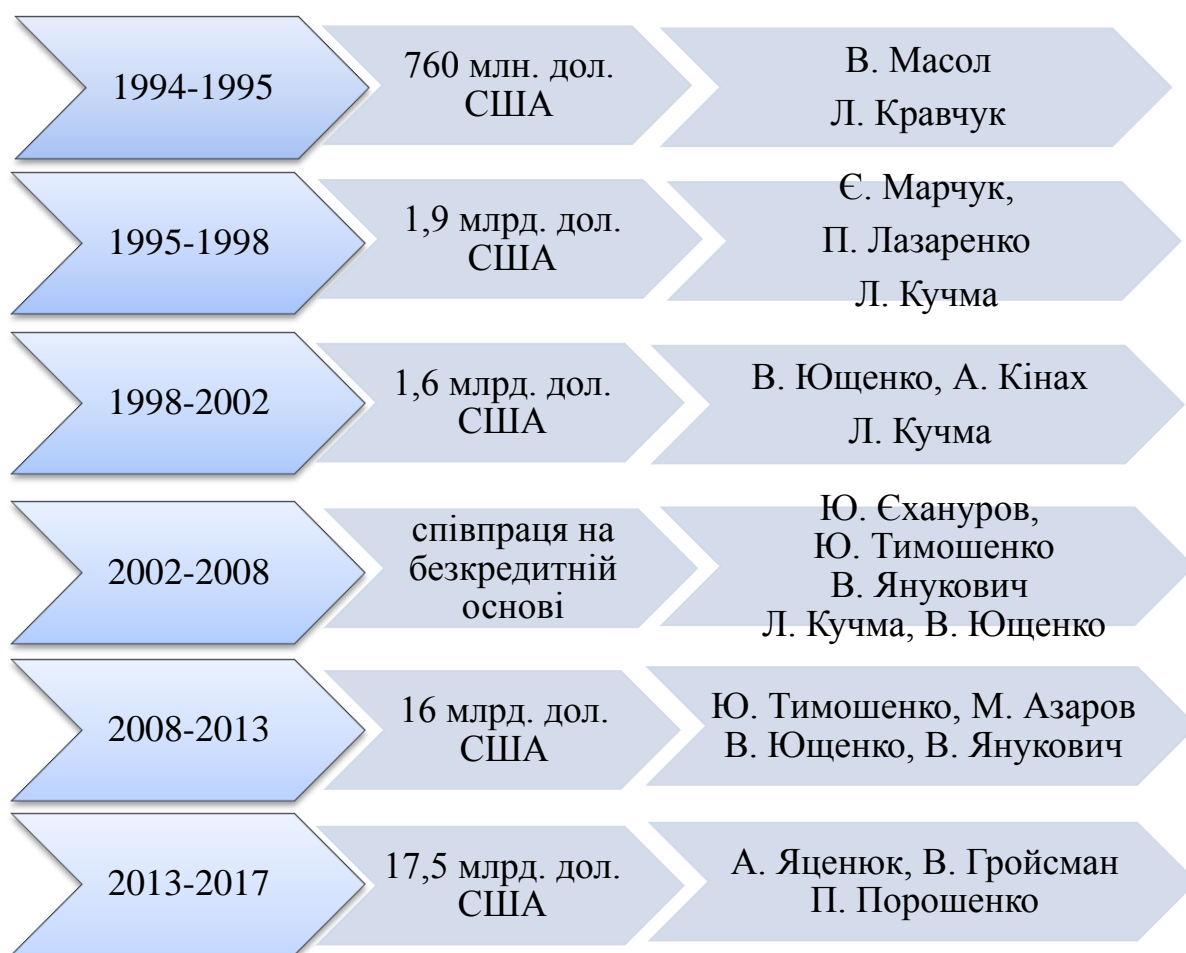 1994-1995
760 млн. дол.
США
В. Масол
Л. Кравчук
1995-1998
1,9 млрд. дол.
США
Є. Марчук,
П. Лазаренко
Л. Кучма
1998-2002
1,6 млрд. дол.
США
В. Ющенко, А. Кінах
Л. Кучма
2002-2008
співпраця на
безкредитній
основі
Ю. Єхануров,
Ю. Тимошенко
В. Янукович
Л. Кучма, В. Ющенко
2008-2013
16 млрд. дол.
США
Ю. Тимошенко, М. Азаров
В. Ющенко, В. Янукович
2013-2017
17,5 млрд. дол.
США
А. Яценюк, В. Гройсман
П. Порошенко